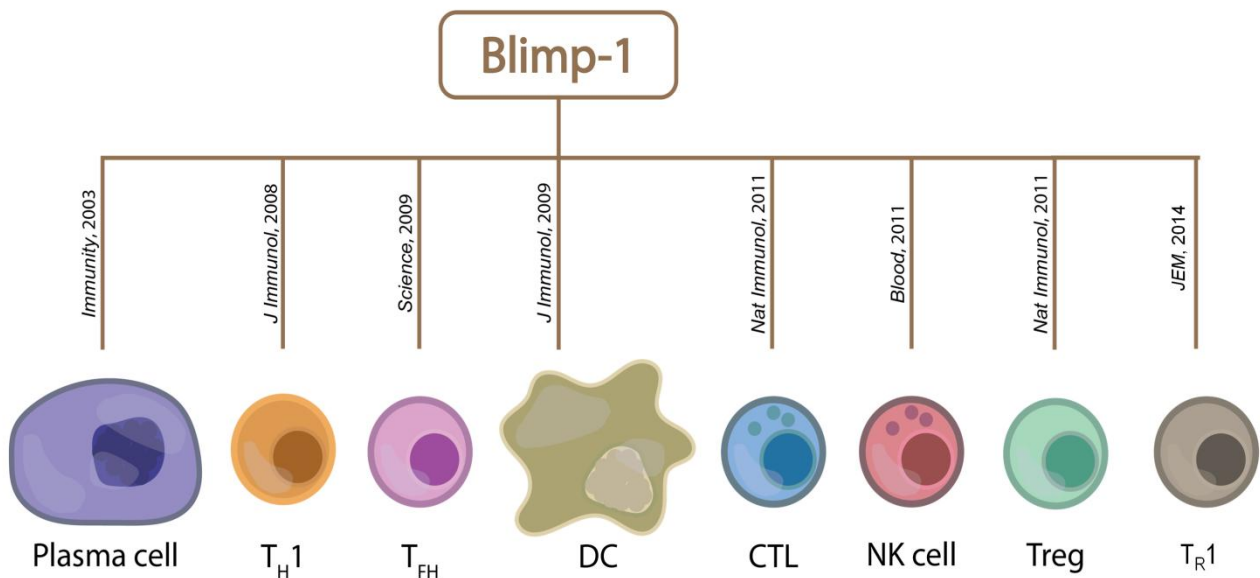 Blimp-1
Immunity, 2003
J Immunol, 2008
Science, 2009
J Immunol, 2009
Nat Immunol, 2011
Blood, 2011
Nat Immunol, 2011
JEM, 2014
Plasma cell
TH1
TFH
DC
CTL
NK cell
Treg
TR1